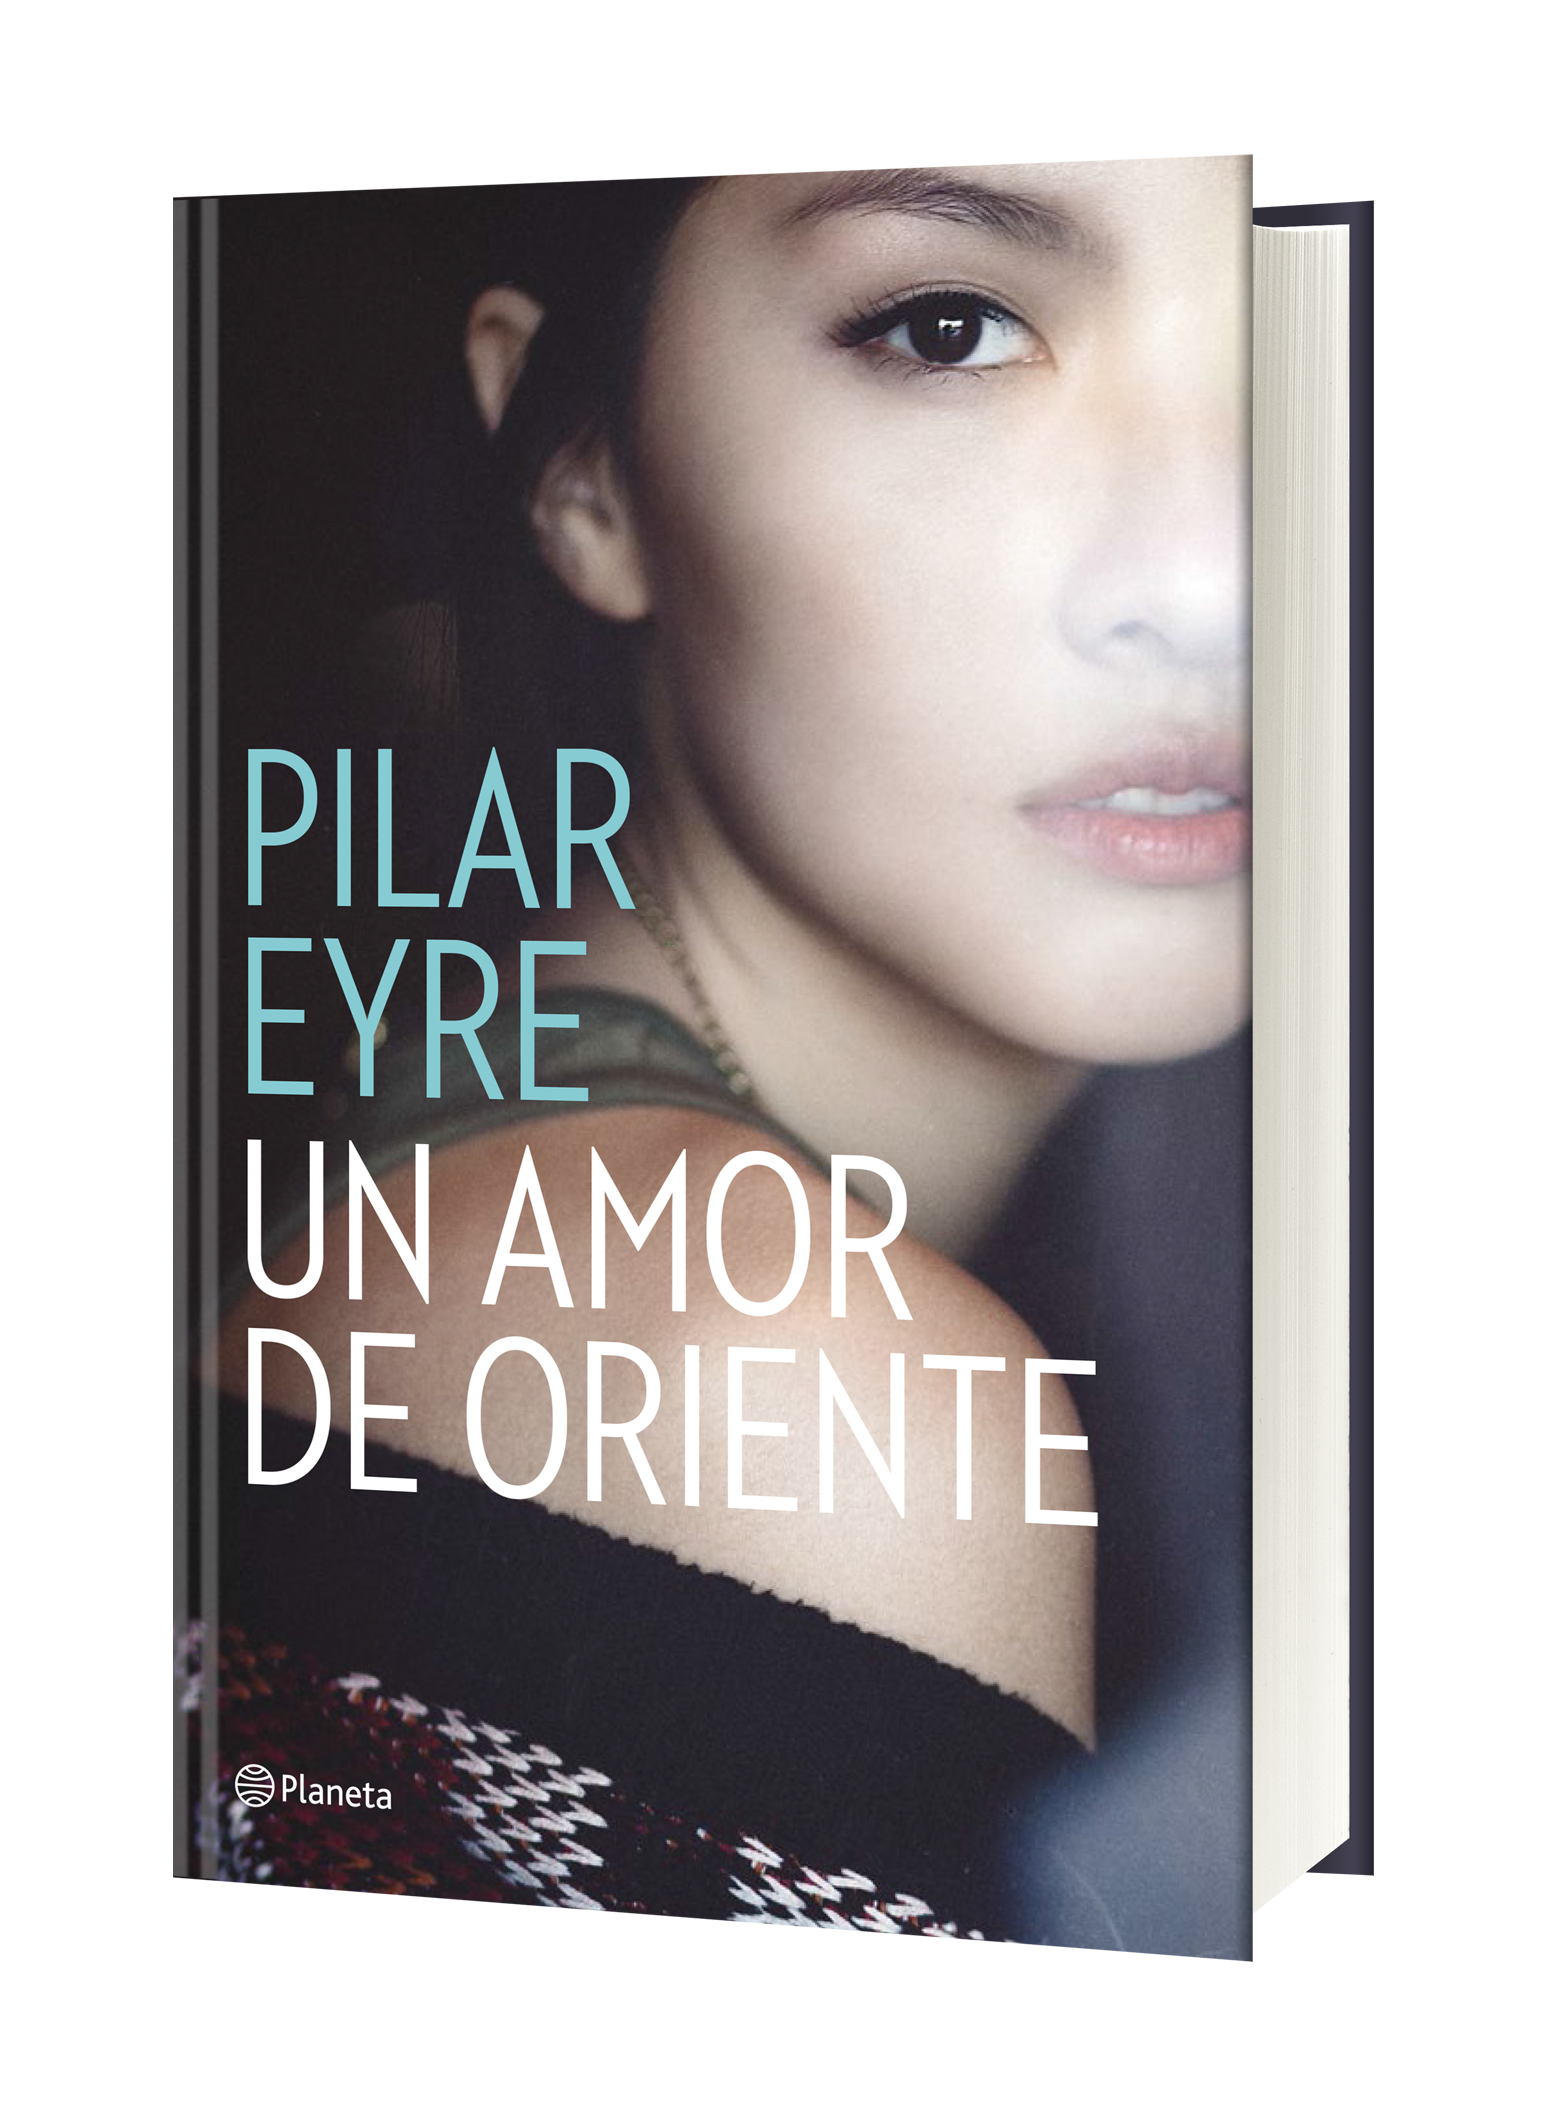 PILAR
EYRE
UN AMOR
DE ORIENTE
Planeta